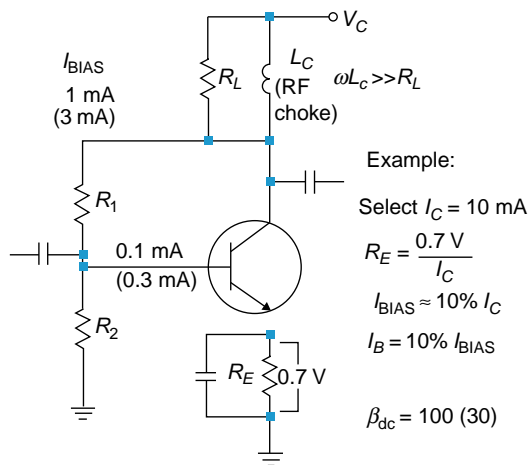 V_C
I_BIAS
1 mA
(3 mA)
R_L
L_C
(RF
choke)
ωL_c >>R_L
Example:
R_1
Select I_C = 10 mA
0.1 mA
(0.3 mA)
R_E = 0.7 V / I_C
I_BIAS ≈ 10% I_C
R_2
I_B = 10% I_BIAS
R_E
0.7 V
β_dc = 100 (30)